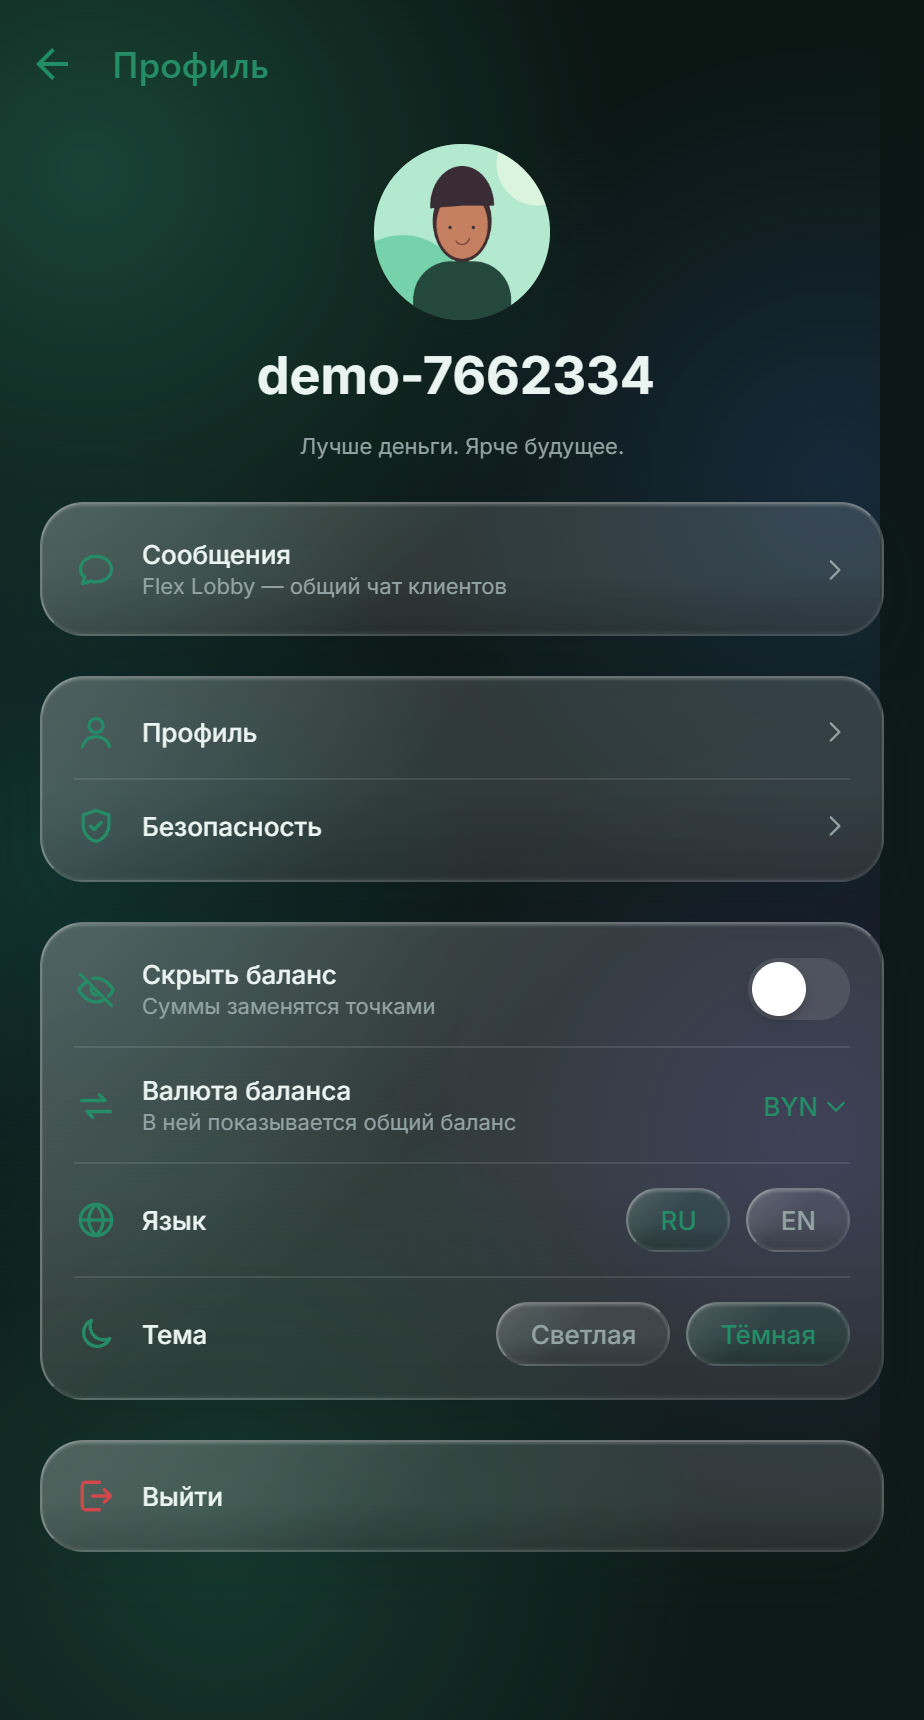 Профиль
demo-7662334
Лучше деньги. Ярче будущее.
Сообщения
Flex Lobby — общий чат клиентов
Профиль
Безопасность
Скрыть баланс
Суммы заменятся точками
Валюта баланса
В ней показывается общий баланс
BYN
Язык
RU
EN
Тема
Светлая
Тёмная
Выйти